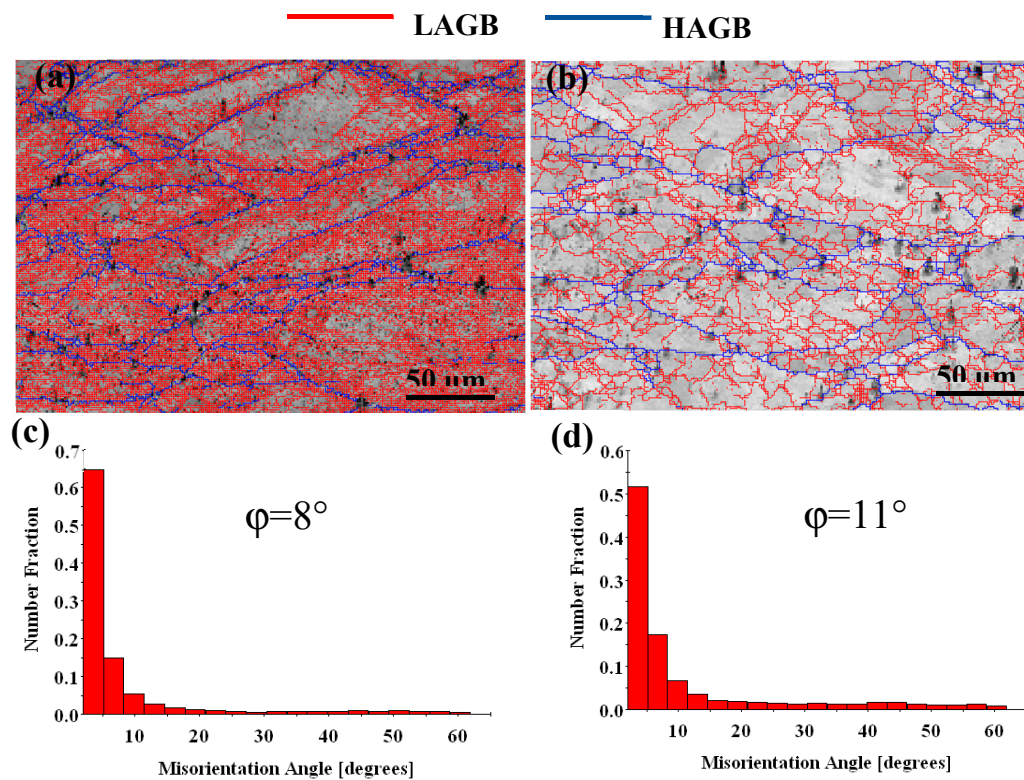 LAGB HAGB
(a) (b)
50 μm 50 μm
(c) (d)
0.7
0.6
0.5
0.4
0.3
0.2
0.1
0.0
Number Fraction
φ=8°
10 20 30 40 50 60
Misorientation Angle [degrees]
0.6
0.5
0.4
0.3
0.2
0.1
0.0
Number Fraction
φ=11°
10 20 30 40 50 60
Misorientation Angle [degrees]